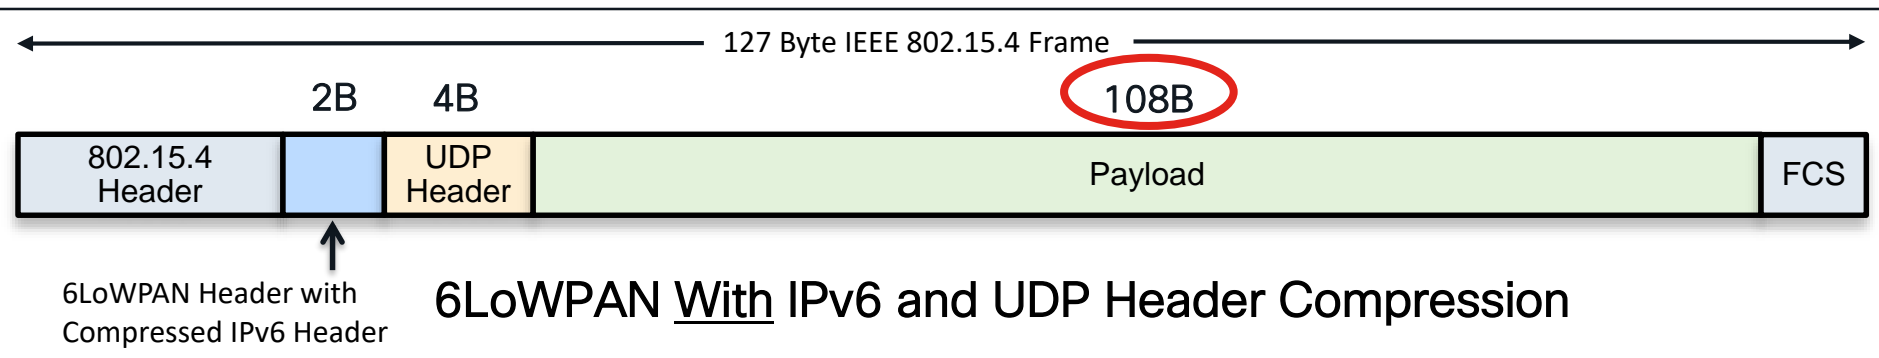 127 Byte IEEE 802.15.4 Frame
2B 4B 108B
802.15.4
Header
UDP
Header
Payload
FCS
6LoWPAN Header with
Compressed IPv6 Header
6LoWPAN With IPv6 and UDP Header Compression